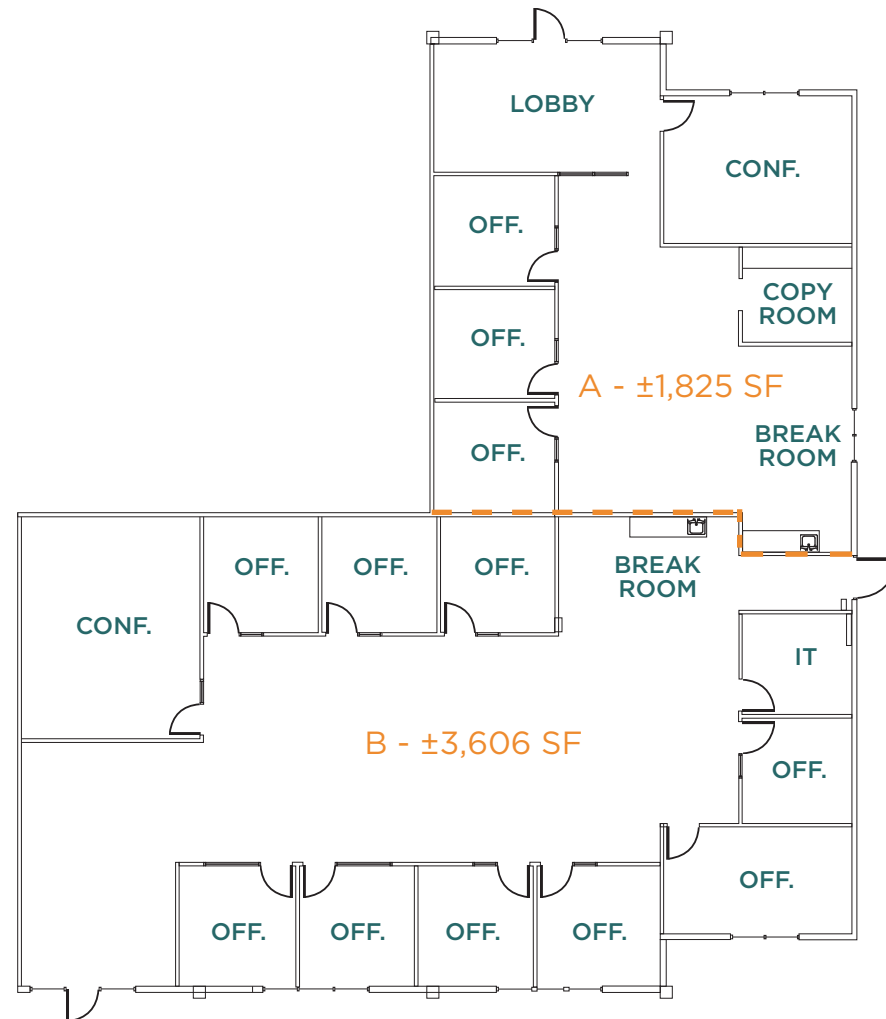 LOBBY
CONF.
OFF.
COPY
ROOM
OFF.
A - ±1,825 SF
BREAK
ROOM
OFF.
BREAK
ROOM
OFF.
OFF.
OFF.
CONF.
IT
B - ±3,606 SF
OFF.
OFF.
OFF.
OFF.
OFF.
OFF.